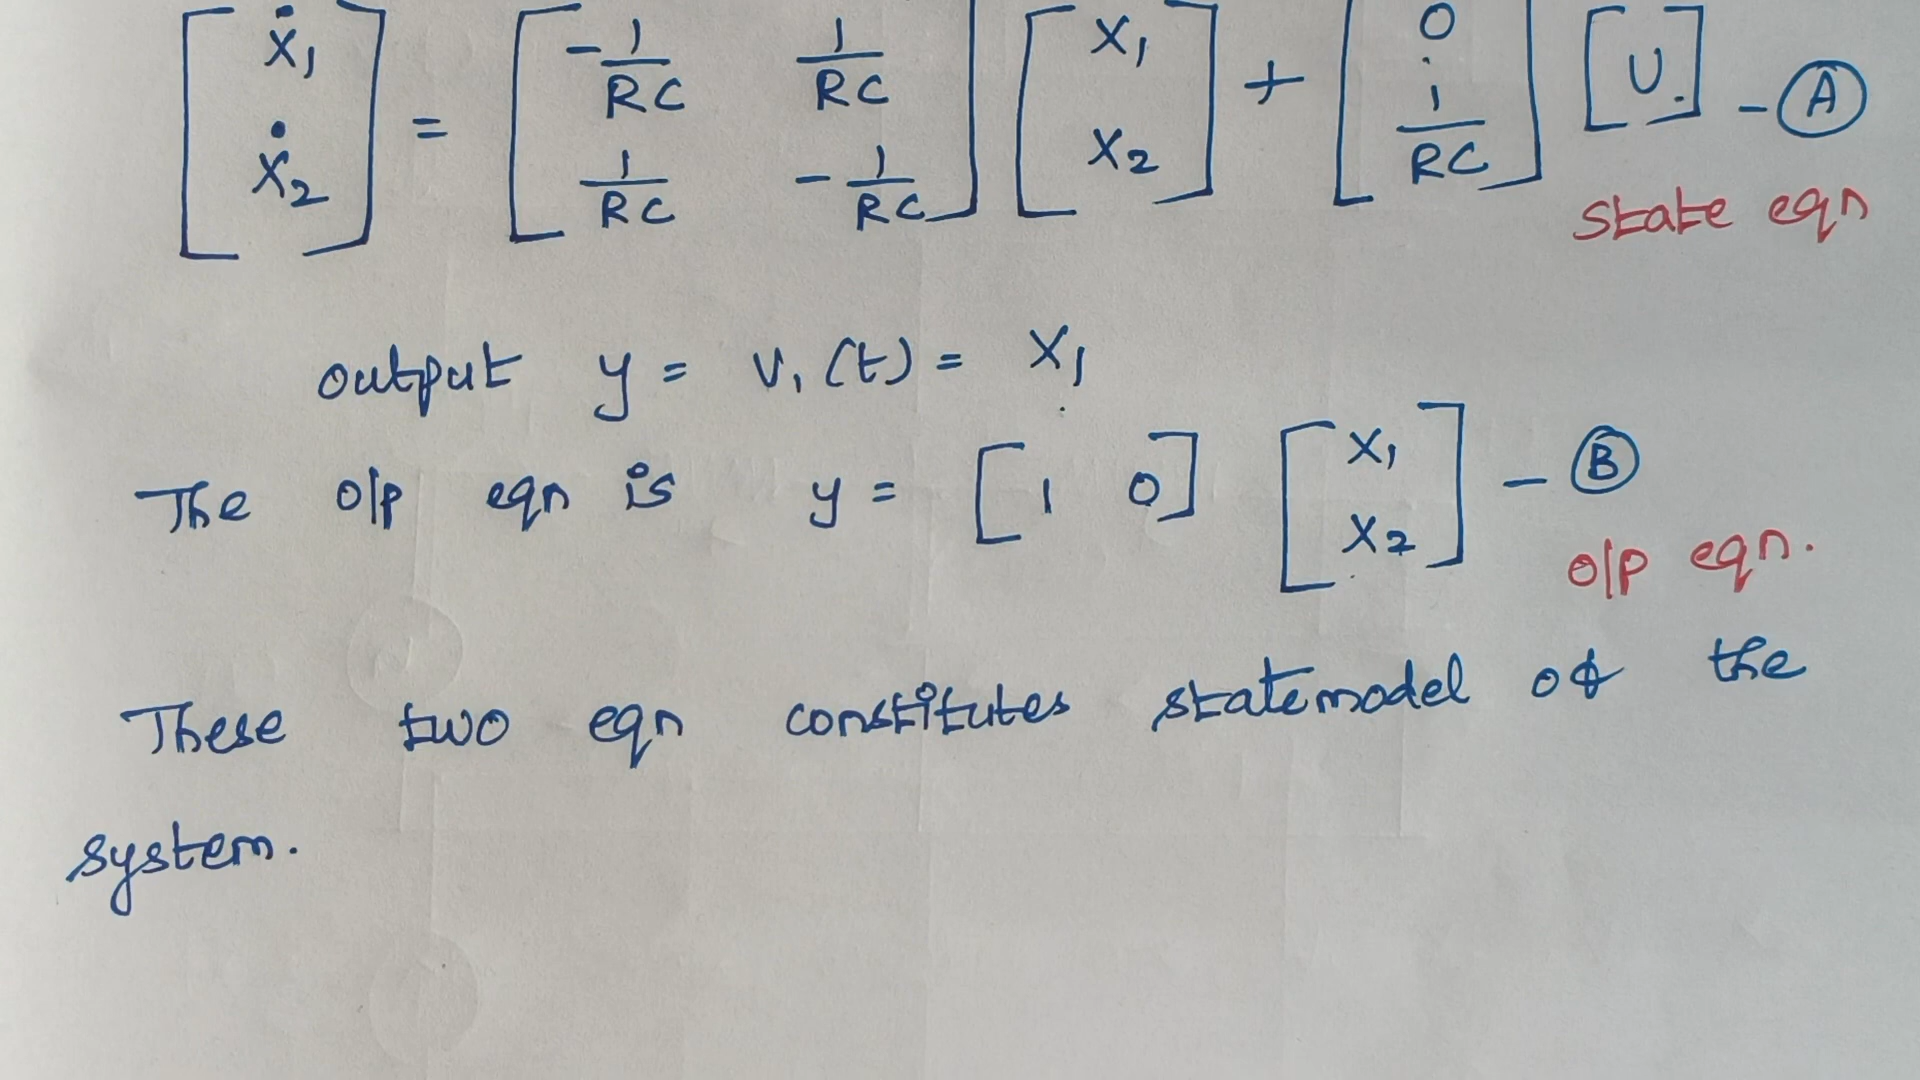 [ẋ₁ ẋ₂] = [-1/RC 1/RC; 1/RC -1/RC] [x₁ x₂] + [0; 1/RC] [U] - Ⓐ
state eqn
output y = v₁(t) = x₁
The o/p eqn is y = [1 0] [x₁ x₂] - Ⓑ
o/p eqn.
These two eqn constitutes statemodel of the
system.